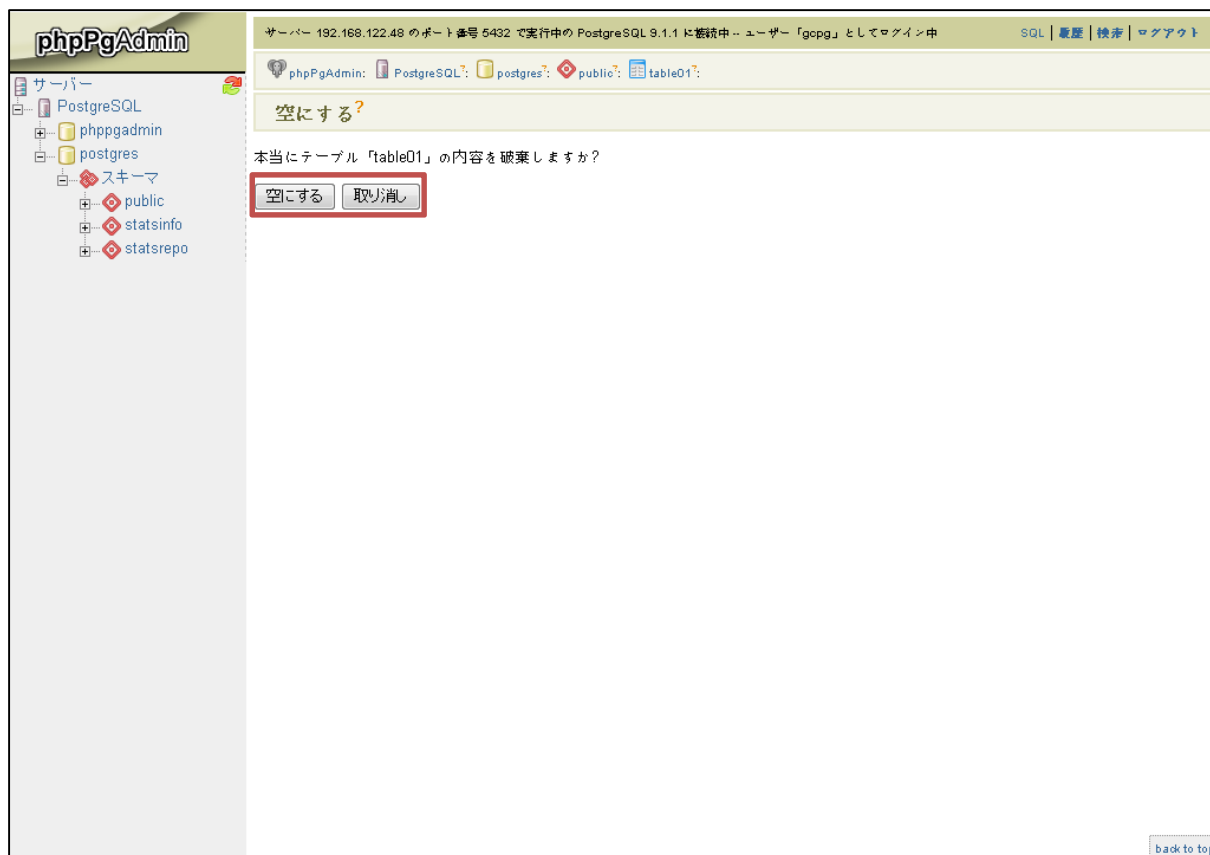 phpPgAdmin
サーバー 192.168.122.48 のポート番号 5432 で実行中の PostgreSQL 9.1.1 に接続中 -- ユーザー「gopg」としてログイン中
SQL | 履歴 | 検索 | ログアウト
phpPgAdmin: PostgreSQL?: postgres?: public?: table01?:
サーバー
PostgreSQL
phppgadmin
postgres
スキーマ
public
statsinfo
statsrepo
空にする?
本当にテーブル「table01」の内容を破棄しますか?
空にする 取り消し
back to top